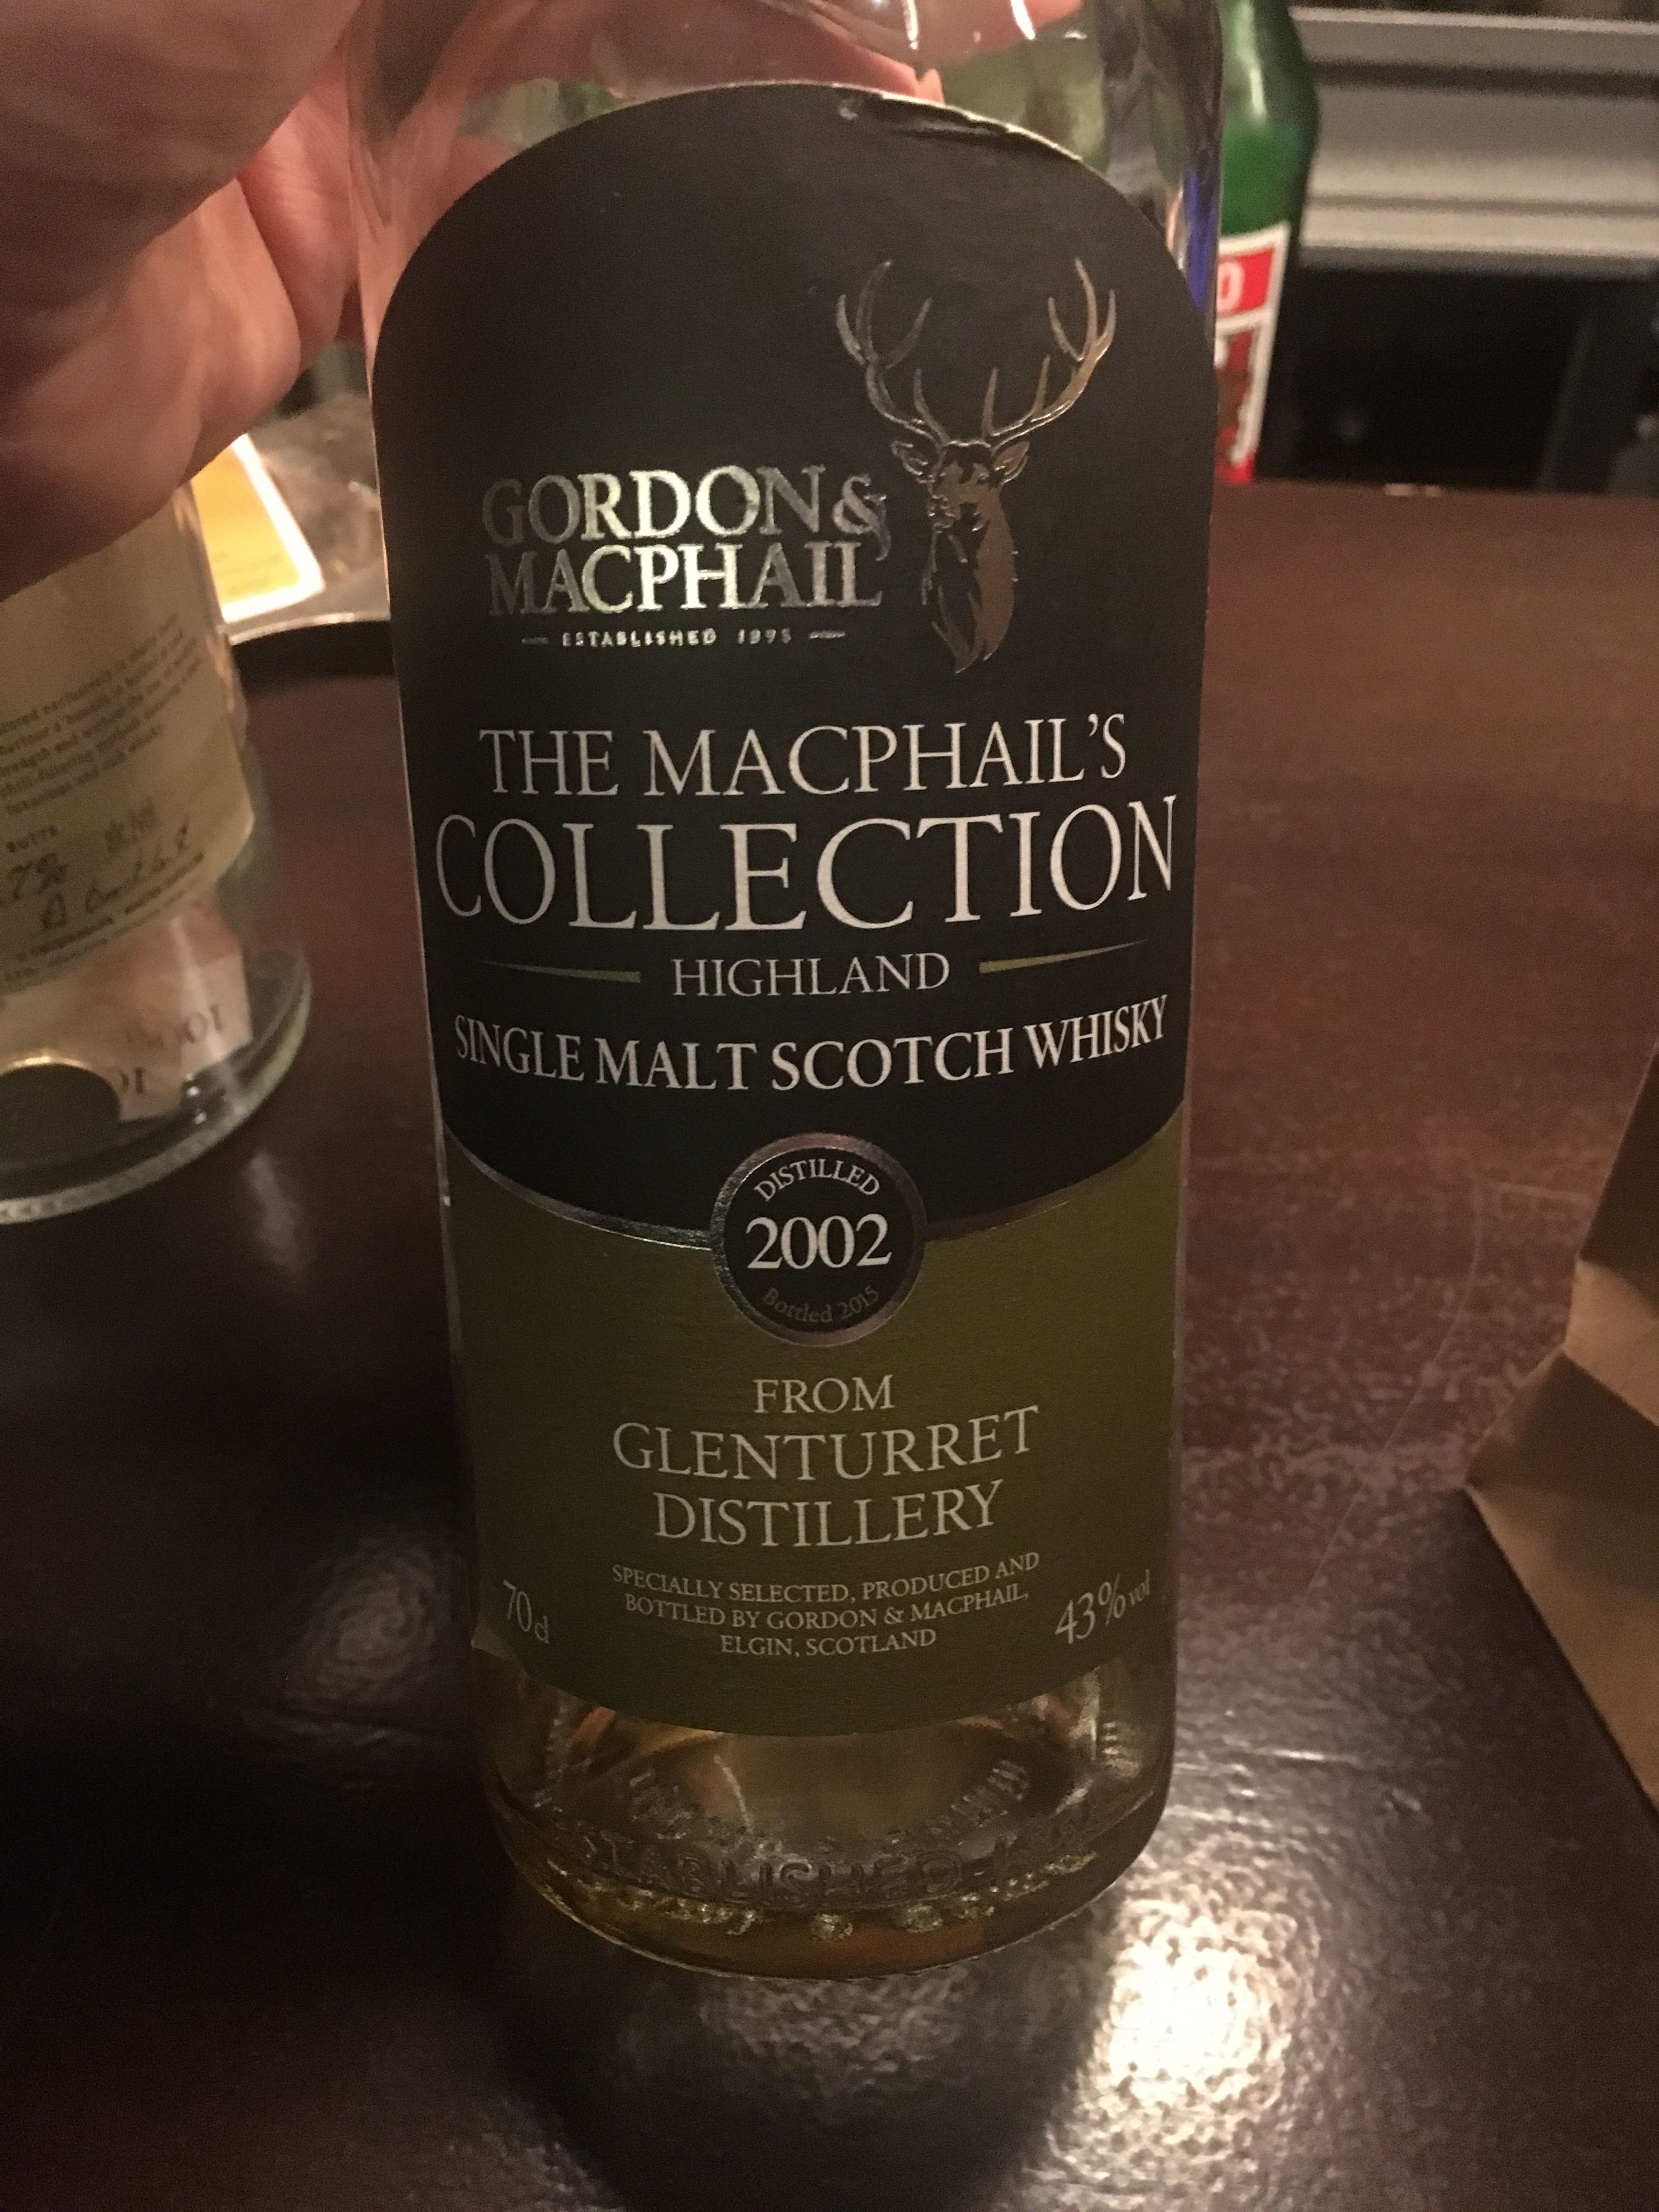 GORDON &
MACPHAIL
ESTABLISHED 1895
THE MACPHAIL'S
COLLECTION
HIGHLAND
SINGLE MALT SCOTCH WHISKY
DISTILLED
2002
Bottled 2015
FROM
GLENTURRET
DISTILLERY
SPECIALLY SELECTED, PRODUCED AND
BOTTLED BY GORDON & MACPHAIL,
ELGIN, SCOTLAND
70cl
43%vol
ESTABLISHED